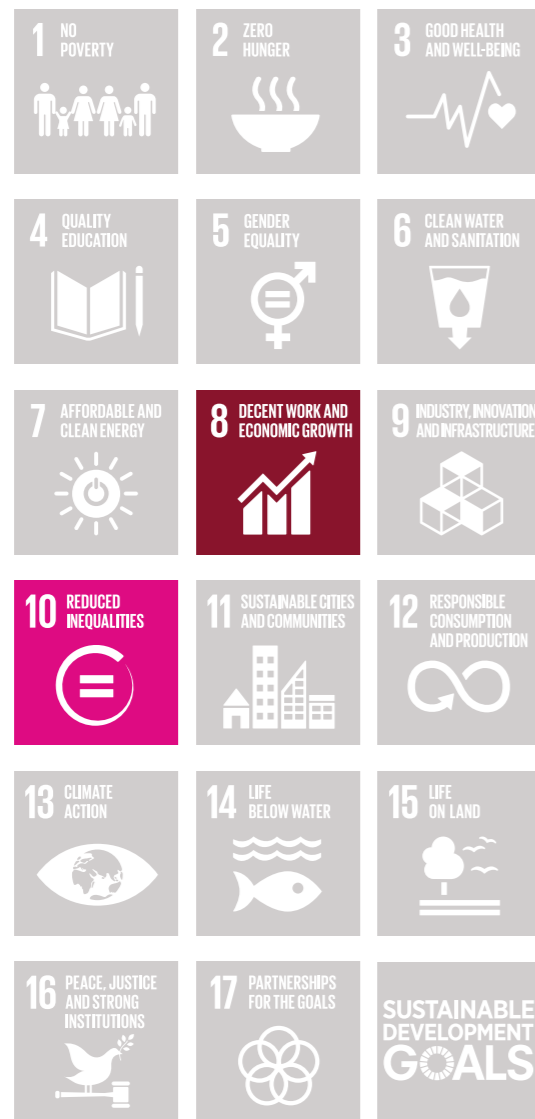 1 NO
POVERTY
2 ZERO
HUNGER
3 GOOD HEALTH
AND WELL-BEING
4 QUALITY
EDUCATION
5 GENDER
EQUALITY
6 CLEAN WATER
AND SANITATION
7 AFFORDABLE AND
CLEAN ENERGY
8 DECENT WORK AND
ECONOMIC GROWTH
9 INDUSTRY, INNOVATION
AND INFRASTRUCTURE
10 REDUCED
INEQUALITIES
11 SUSTAINABLE CITIES
AND COMMUNITIES
12 RESPONSIBLE
CONSUMPTION
AND PRODUCTION
13 CLIMATE
ACTION
14 LIFE
BELOW WATER
15 LIFE
ON LAND
16 PEACE, JUSTICE
AND STRONG
INSTITUTIONS
17 PARTNERSHIPS
FOR THE GOALS
SUSTAINABLE
DEVELOPMENT
GOALS